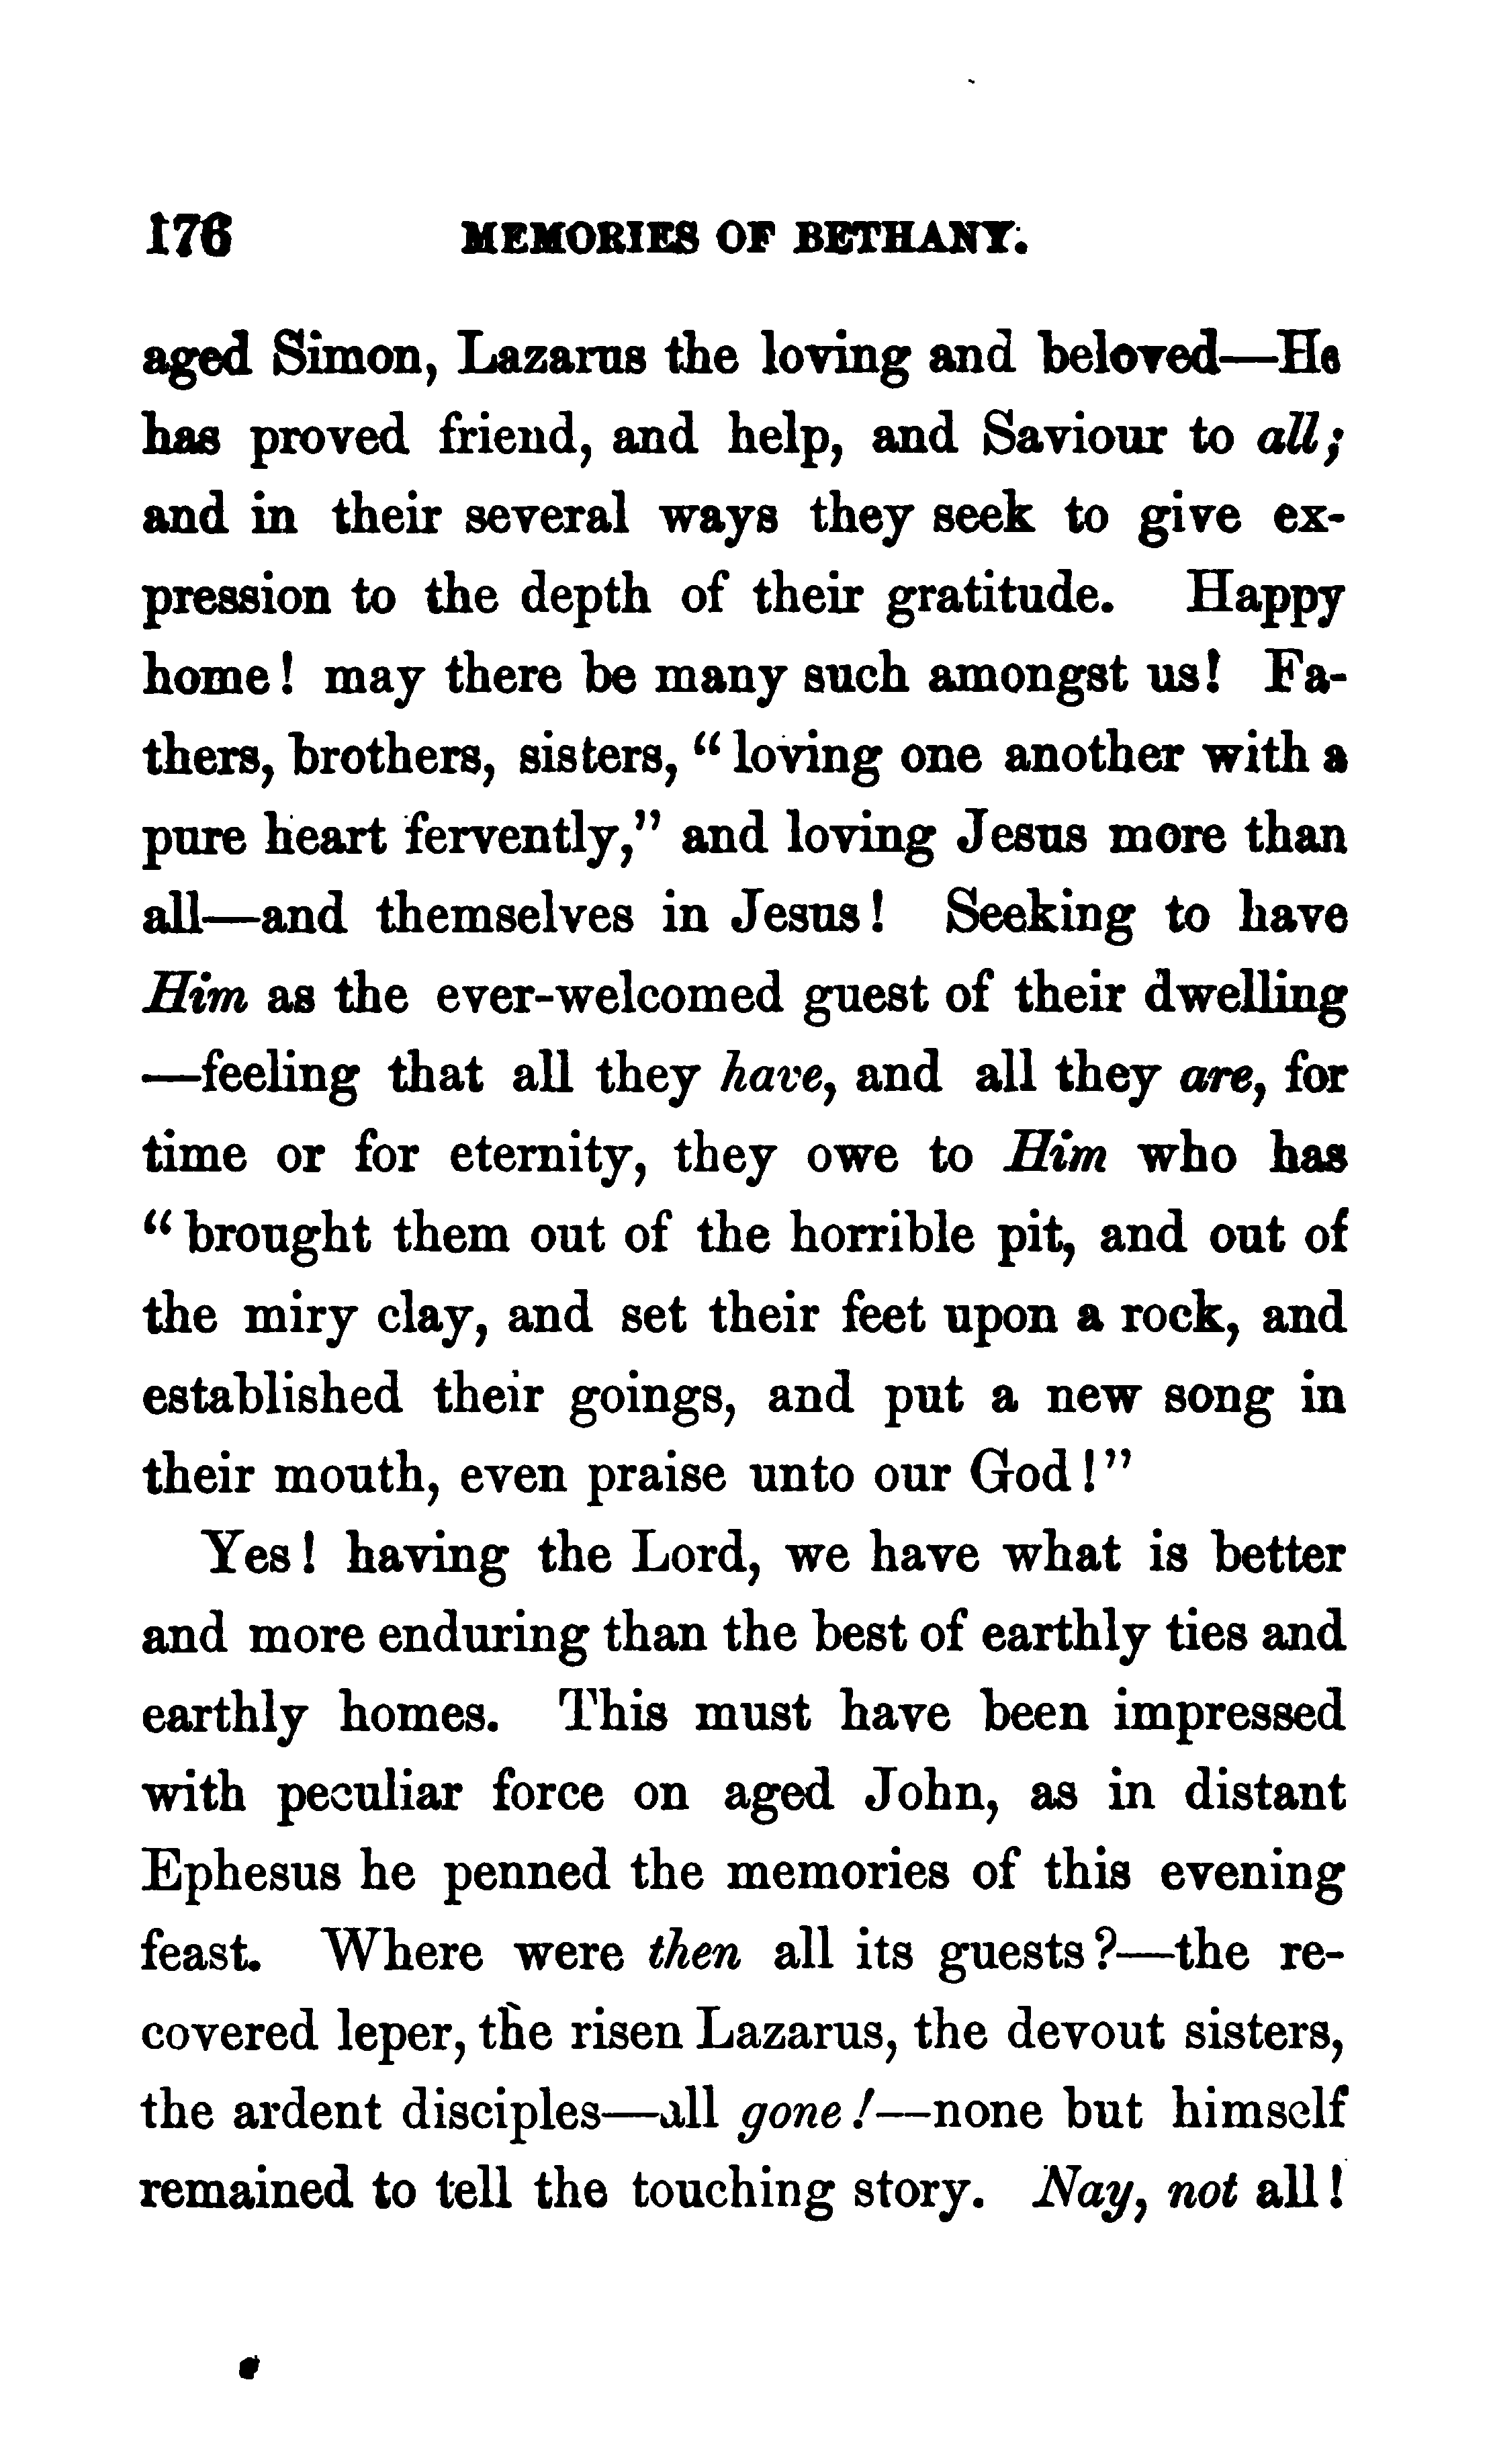 176 MEMORIES OF BETHANY.
aged Simon, Lazarus the loving and beloved—He
has proved friend, and help, and Saviour to all;
and in their several ways they seek to give ex-
pression to the depth of their gratitude. Happy
home! may there be many such amongst us! Fa-
thers, brothers, sisters, "loving one another with a
pure heart fervently," and loving Jesus more than
all—and themselves in Jesus! Seeking to have
Him as the ever-welcomed guest of their dwelling
—feeling that all they have, and all they are, for
time or for eternity, they owe to Him who has
"brought them out of the horrible pit, and out of
the miry clay, and set their feet upon a rock, and
established their goings, and put a new song in
their mouth, even praise unto our God!"
Yes! having the Lord, we have what is better
and more enduring than the best of earthly ties and
earthly homes. This must have been impressed
with peculiar force on aged John, as in distant
Ephesus he penned the memories of this evening
feast. Where were then all its guests?—the re-
covered leper, the risen Lazarus, the devout sisters,
the ardent disciples—all gone!—none but himself
remained to tell the touching story. Nay, not all!